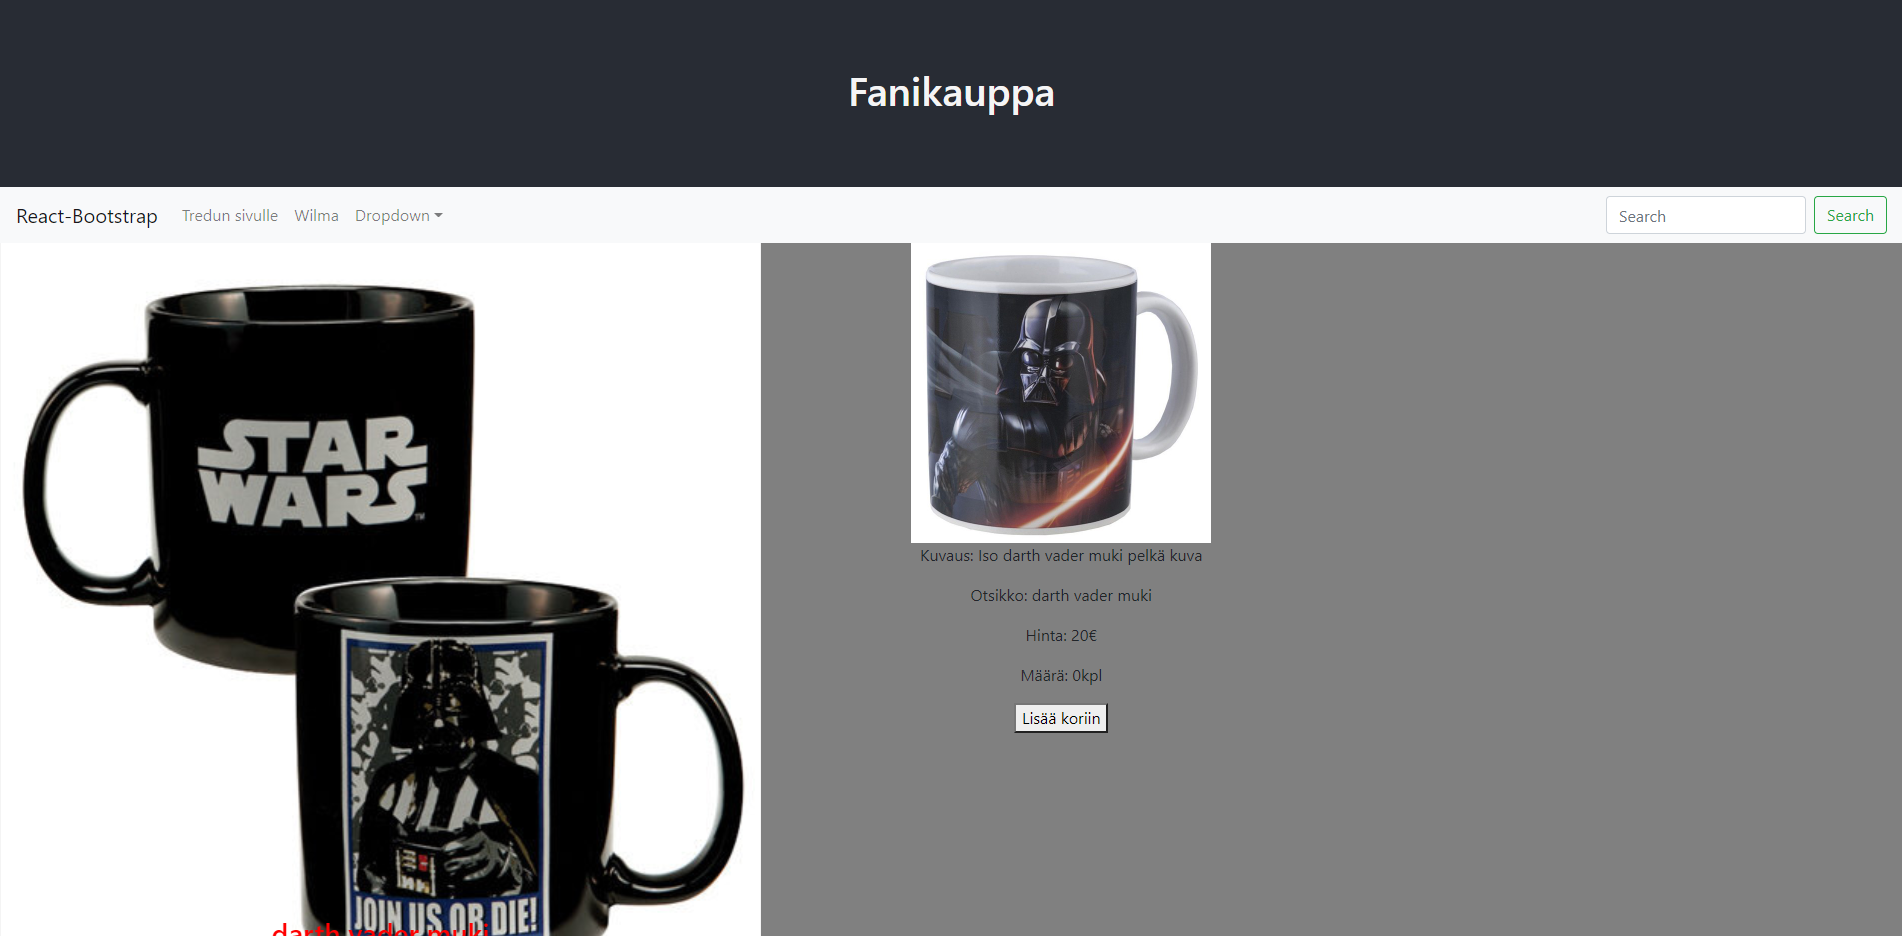 Fanikauppa
React-Bootstrap Tredun sivulle Wilma Dropdown Search Search
STAR
WARS
TM
JOIN US OR DIE!
darth vader muki
Kuvaus: Iso darth vader muki pelkä kuva
Otsikko: darth vader muki
Hinta: 20€
Määrä: 0kpl
Lisää koriin